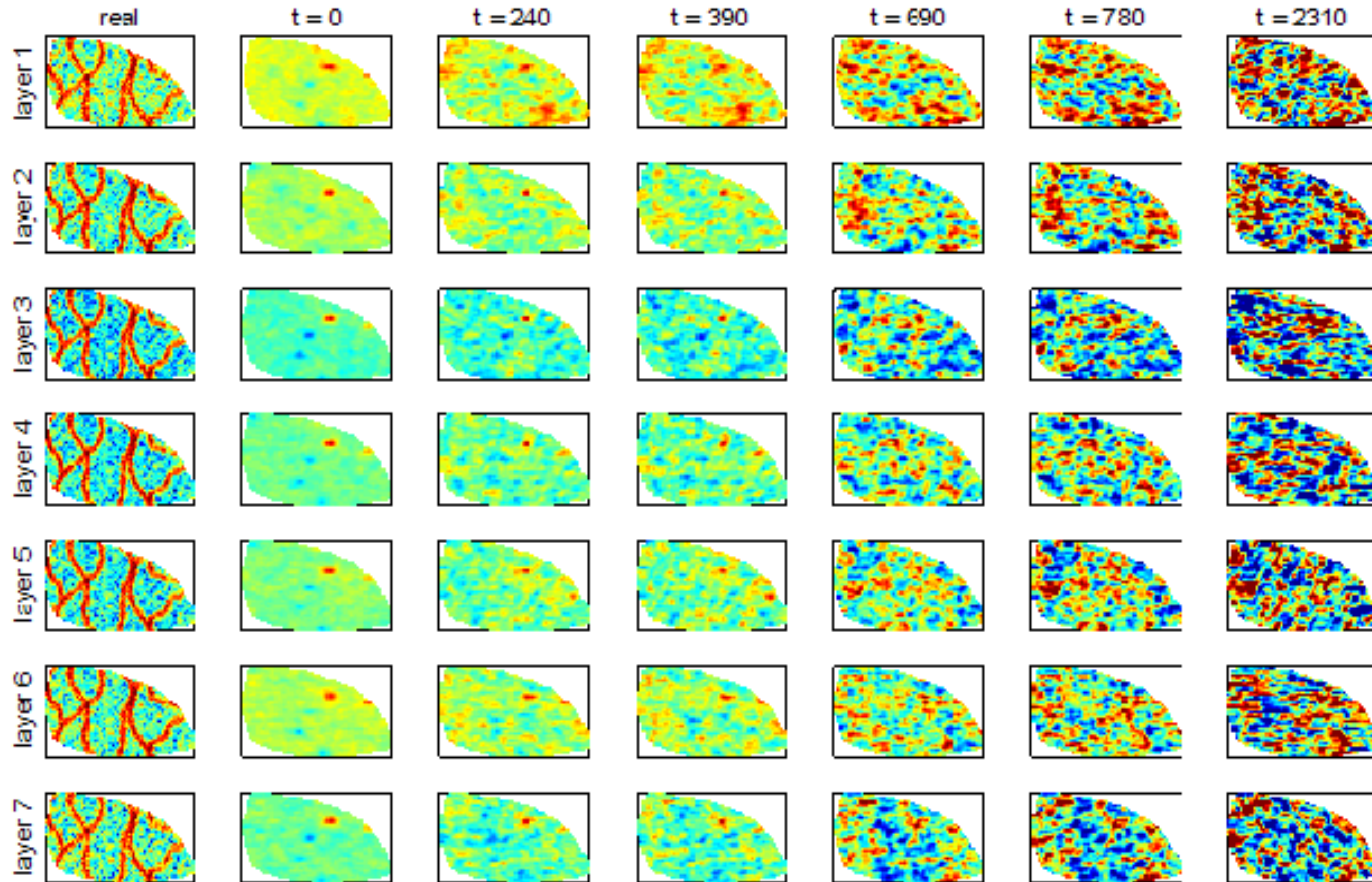 real t = 0 t = 240 t = 390 t = 690 t = 780 t = 2310
layer 1
layer 2
layer 3
layer 4
layer 5
layer 6
layer 7